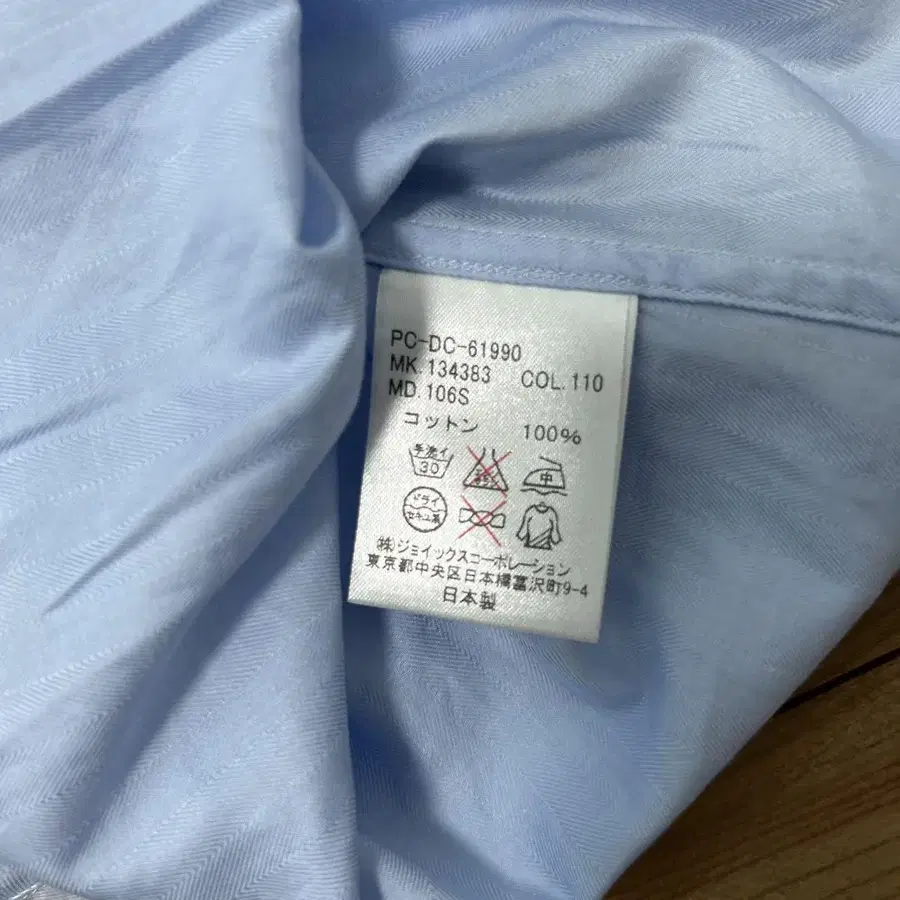 PC-DC-61990
MK.134383 COL.110
MD.106S
コットン 100%
手洗イ
30
中
ドライ
セキユ系
(株)ジョイックスコーポレーション
東京都中央区日本橋富沢町9-4
日本製